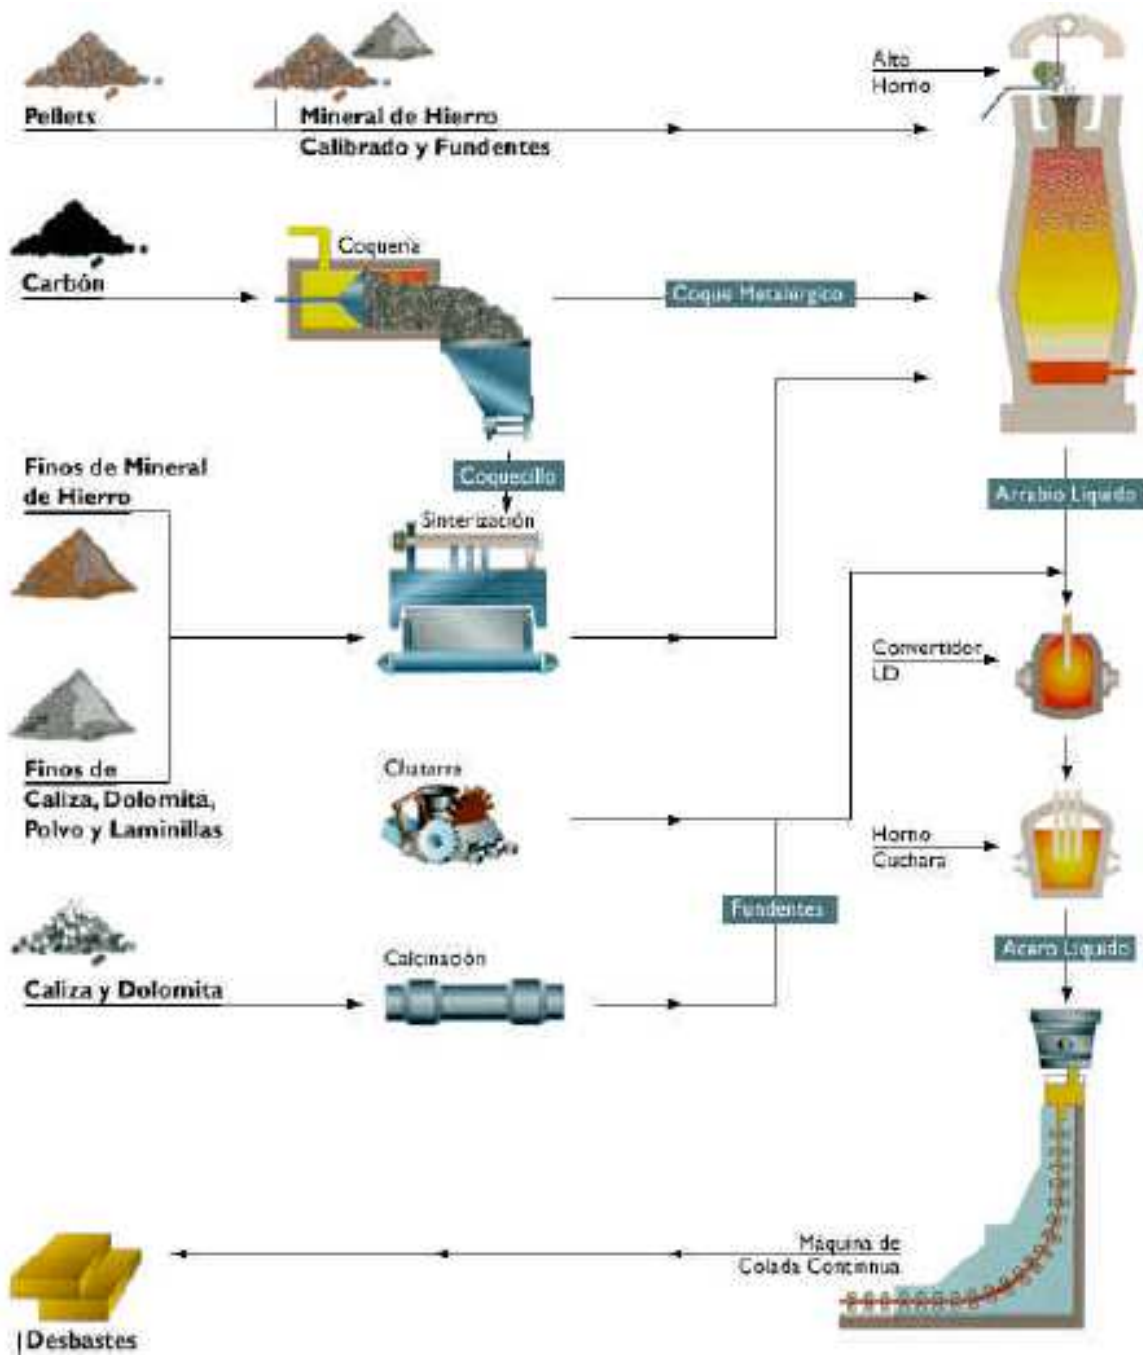 Pellets
Mineral de Hierro
Calibrado y Fundentes
Alto
Horno
Carbón
Coquería
Coque Metalúrgico
Finos de Mineral
de Hierro
Coquecillo
Sinterización
Arrabio Líquido
Convertidor
LD
Finos de
Caliza, Dolomita,
Polvo y Laminillas
Chatarra
Horno
Cuchara
Fundentes
Caliza y Dolomita
Calcinación
Acero Líquido
Máquina de
Colada Continua
Desbastes